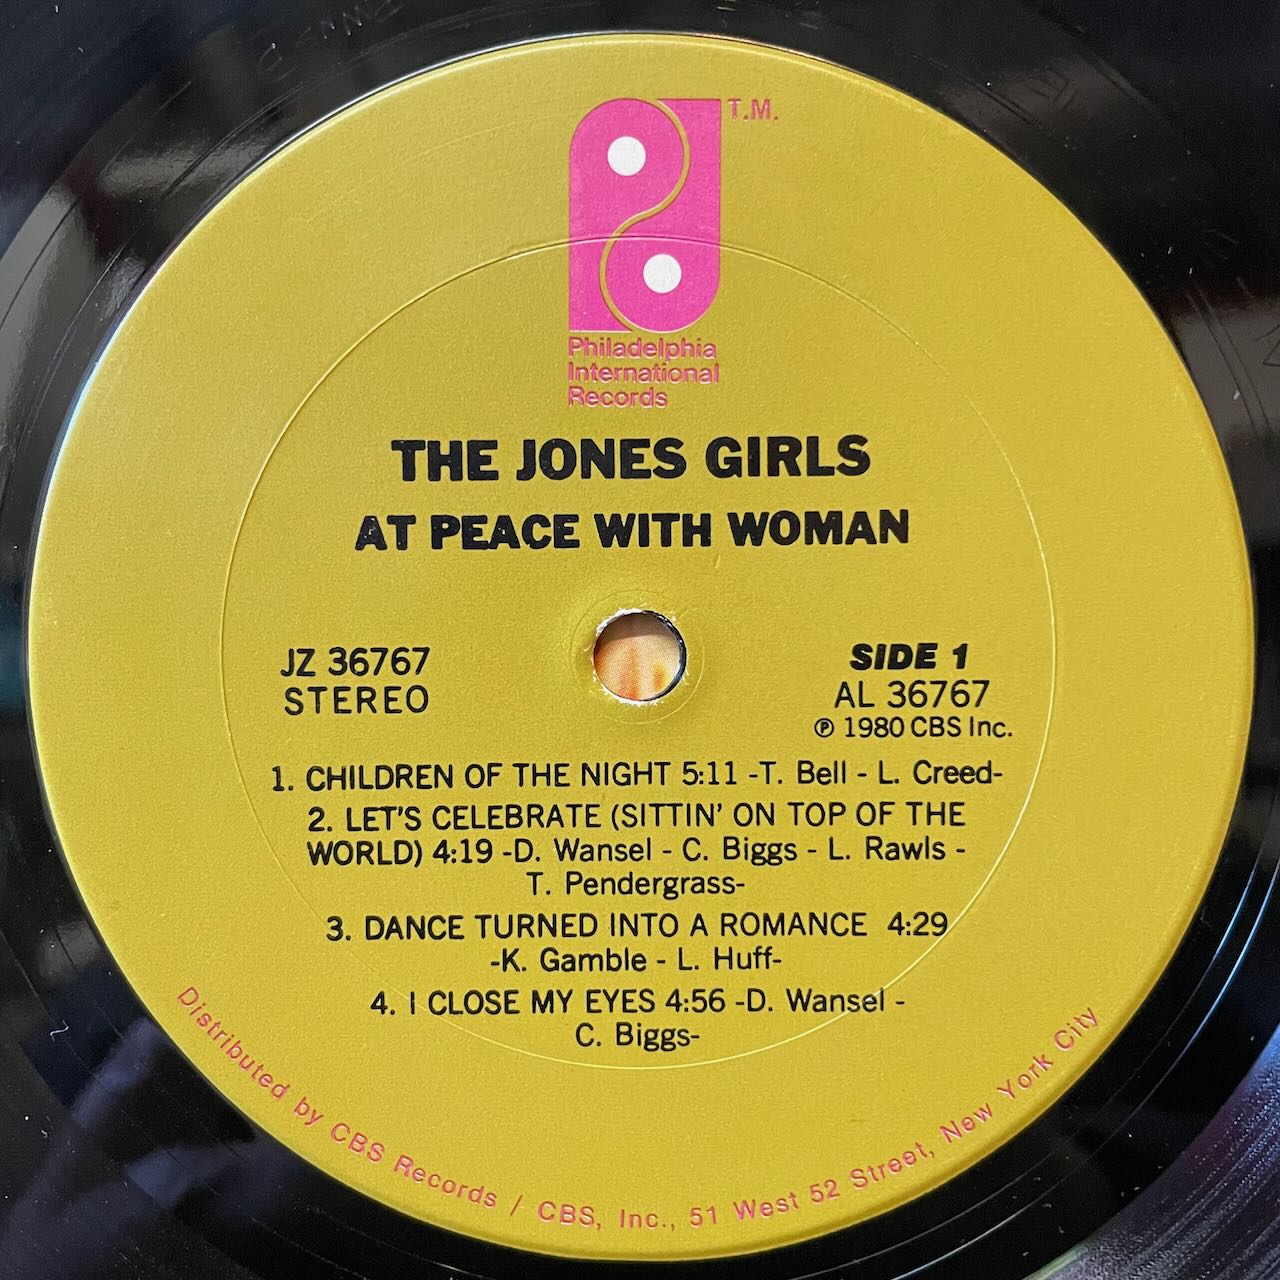 T.M.
Philadelphia
International
Records
THE JONES GIRLS
AT PEACE WITH WOMAN
JZ 36767
STEREO
SIDE 1
AL 36767
℗ 1980 CBS Inc.
1. CHILDREN OF THE NIGHT 5:11 -T. Bell - L. Creed-
2. LET'S CELEBRATE (SITTIN' ON TOP OF THE
WORLD) 4:19 -D. Wansel - C. Biggs - L. Rawls -
T. Pendergrass-
3. DANCE TURNED INTO A ROMANCE 4:29
-K. Gamble - L. Huff-
4. I CLOSE MY EYES 4:56 -D. Wansel -
C. Biggs-
Distributed by CBS Records / CBS, Inc., 51 West 52 Street, New York City